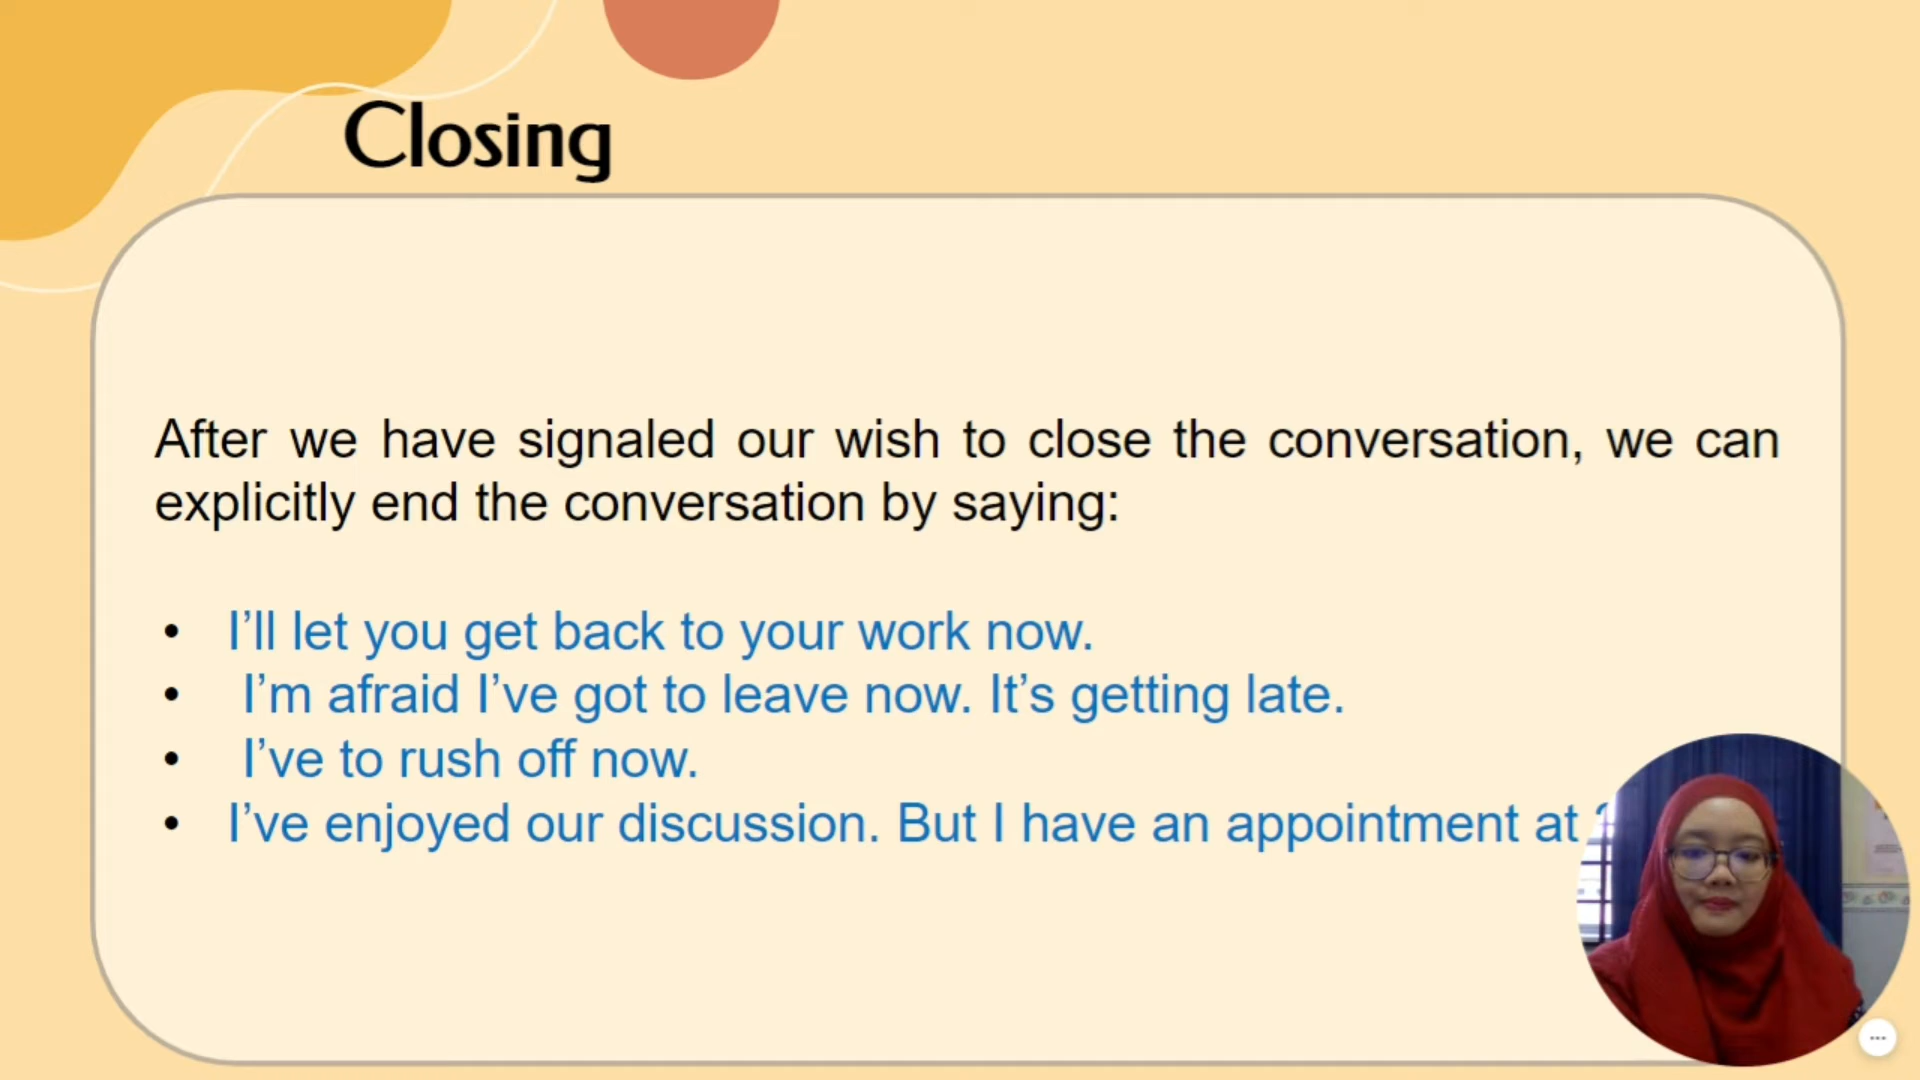 Closing
After we have signaled our wish to close the conversation, we can
explicitly end the conversation by saying:
• I’ll let you get back to your work now.
• I’m afraid I’ve got to leave now. It’s getting late.
• I’ve to rush off now.
• I’ve enjoyed our discussion. But I have an appointment at